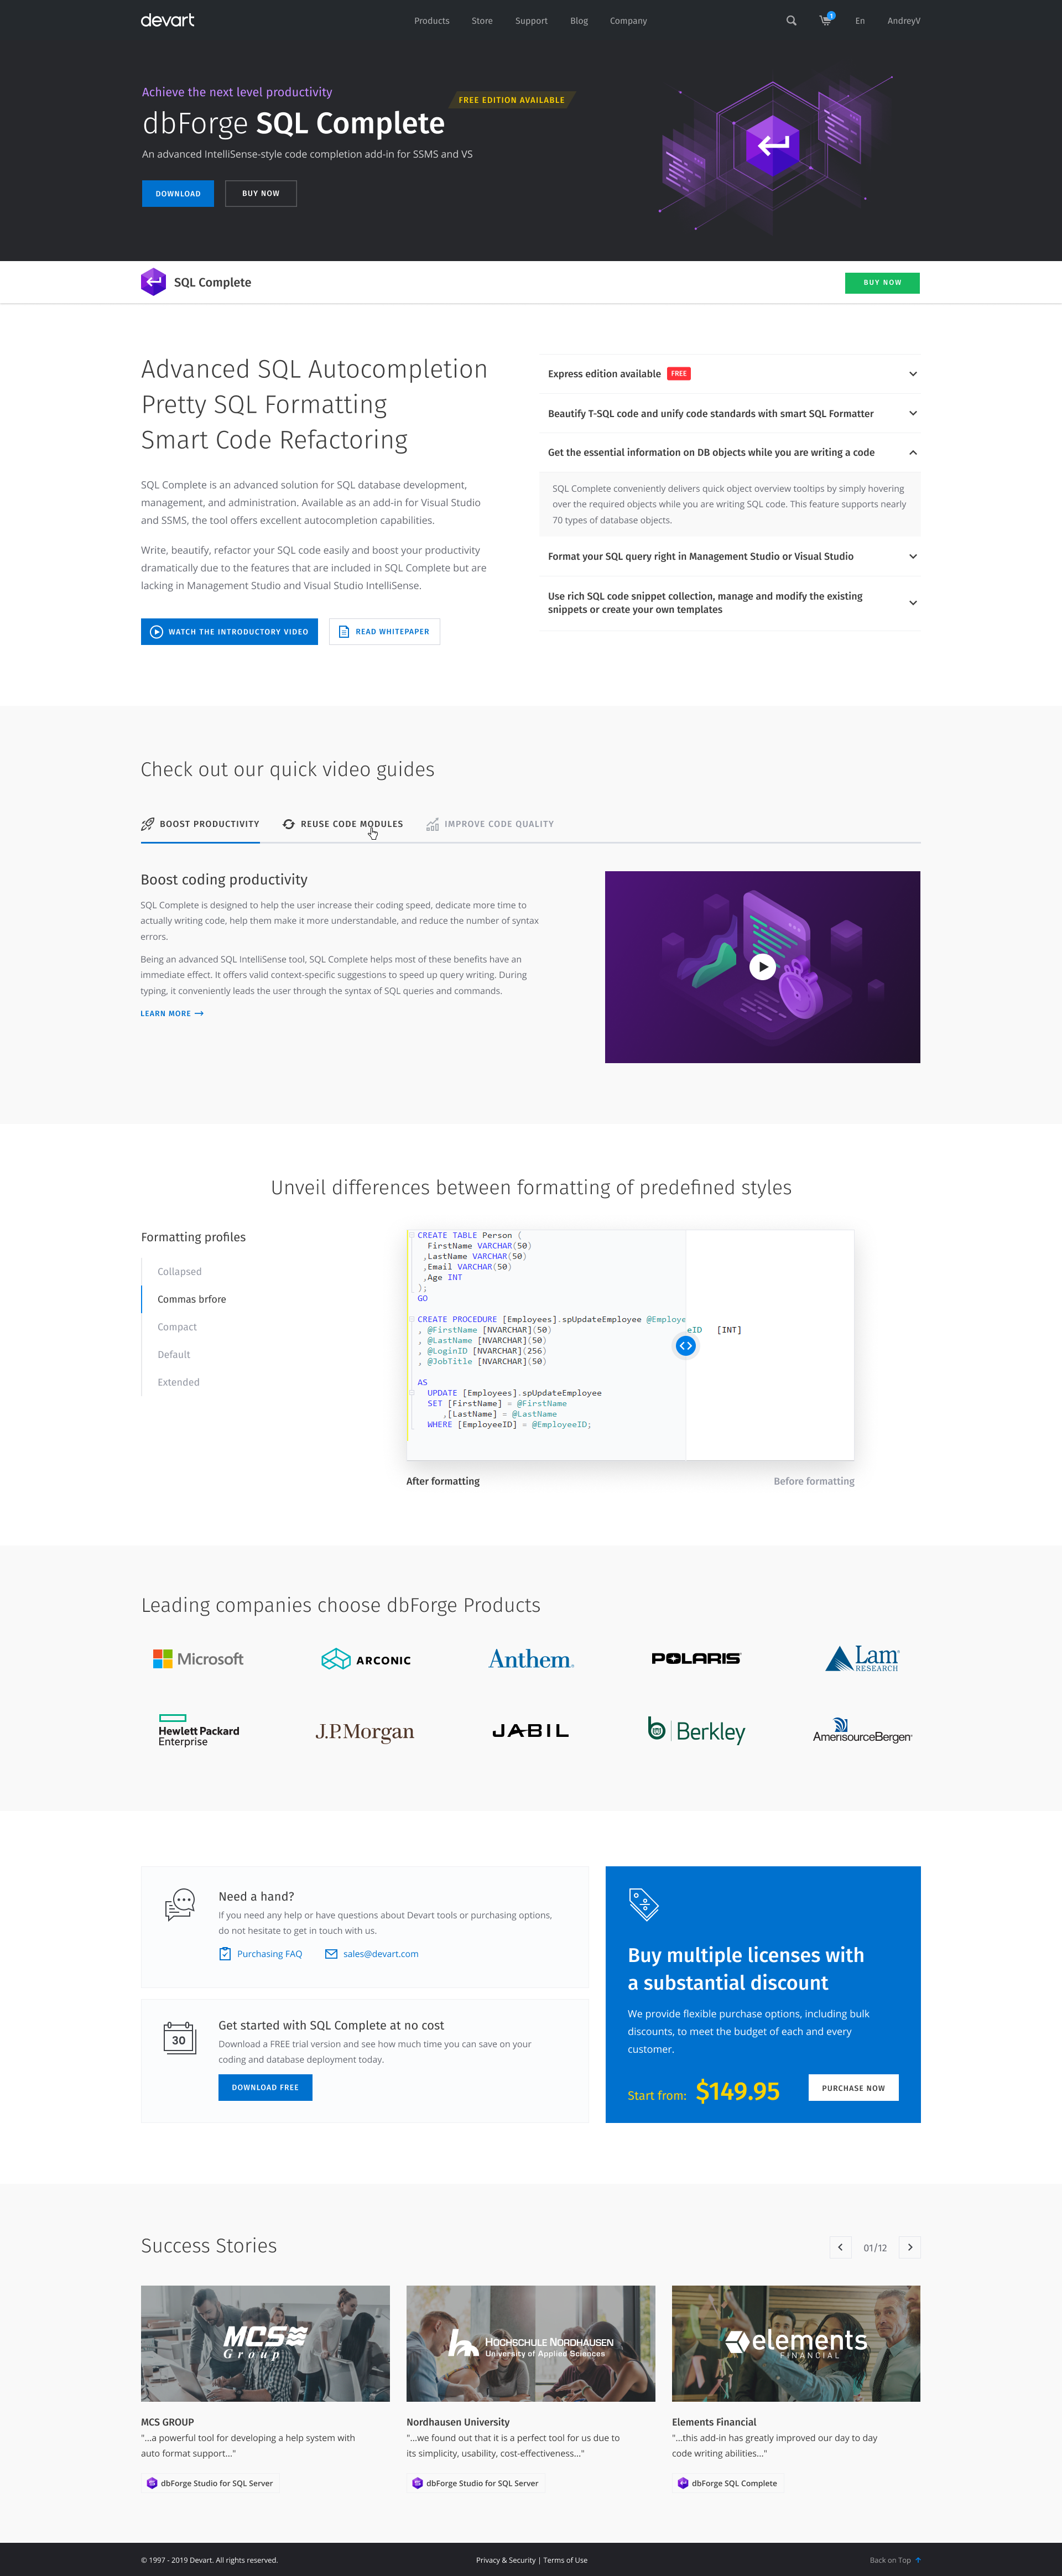 devart
Products Store Support Blog Company
1
En AndreyV
Achieve the next level productivity
FREE EDITION AVAILABLE
dbForge SQL Complete
An advanced IntelliSense-style code completion add-in for SSMS and VS
DOWNLOAD BUY NOW
SQL Complete
BUY NOW
Advanced SQL Autocompletion
Pretty SQL Formatting
Smart Code Refactoring
SQL Complete is an advanced solution for SQL database development,
management, and administration. Available as an add-in for Visual Studio
and SSMS, the tool offers excellent autocompletion capabilities.
Write, beautify, refactor your SQL code easily and boost your productivity
dramatically due to the features that are included in SQL Complete but are
lacking in Management Studio and Visual Studio IntelliSense.
WATCH THE INTRODUCTORY VIDEO READ WHITEPAPER
Express edition available FREE
Beautify T-SQL code and unify code standards with smart SQL Formatter
Get the essential information on DB objects while you are writing a code
SQL Complete conveniently delivers quick object overview tooltips by simply hovering
over the required objects while you are writing SQL code. This feature supports nearly
70 types of database objects.
Format your SQL query right in Management Studio or Visual Studio
Use rich SQL code snippet collection, manage and modify the existing
snippets or create your own templates
Check out our quick video guides
BOOST PRODUCTIVITY REUSE CODE MODULES IMPROVE CODE QUALITY
Boost coding productivity
SQL Complete is designed to help the user increase their coding speed, dedicate more time to
actually writing code, help them make it more understandable, and reduce the number of syntax
errors.
Being an advanced SQL IntelliSense tool, SQL Complete helps most of these benefits have an
immediate effect. It offers valid context-specific suggestions to speed up query writing. During
typing, it conveniently leads the user through the syntax of SQL queries and commands.
LEARN MORE →
Unveil differences between formatting of predefined styles
Formatting profiles
Collapsed
Commas brfore
Compact
Default
Extended
CREATE TABLE Person (
FirstName VARCHAR(50)
,LastName VARCHAR(50)
,Email VARCHAR(50)
,Age INT
);
GO
CREATE PROCEDURE [Employees].spUpdateEmployee @Employe
, @FirstName [NVARCHAR](50)
eID [INT]
, @LastName [NVARCHAR](50)
, @LoginID [NVARCHAR](256)
, @JobTitle [NVARCHAR](50)
AS
UPDATE [Employees].spUpdateEmployee
SET [FirstName] = @FirstName
,[LastName] = @LastName
WHERE [EmployeeID] = @EmployeeID;
After formatting Before formatting
Leading companies choose dbForge Products
Microsoft ARCONIC Anthem. POLARIS Lam RESEARCH
Hewlett Packard
Enterprise
J.P.Morgan JABIL b Berkley AmerisourceBergen
Need a hand?
If you need any help or have questions about Devart tools or purchasing options,
do not hesitate to get in touch with us.
Purchasing FAQ sales@devart.com
30
Get started with SQL Complete at no cost
Download a FREE trial version and see how much time you can save on your
coding and database deployment today.
DOWNLOAD FREE
Buy multiple licenses with
a substantial discount
We provide flexible purchase options, including bulk
discounts, to meet the budget of each and every
customer.
Start from: $149.95 PURCHASE NOW
Success Stories
01/12
MCS
Group
HOCHSCHULE NORDHAUSEN
University of Applied Sciences
elements
FINANCIAL
MCS GROUP
"...a powerful tool for developing a help system with
auto format support..."
dbForge Studio for SQL Server
Nordhausen University
"...we found out that it is a perfect tool for us due to
its simplicity, usability, cost-effectiveness..."
dbForge Studio for SQL Server
Elements Financial
"...this add-in has greatly improved our day to day
code writing abilities..."
dbForge SQL Complete
© 1997 - 2019 Devart. All rights reserved.
Privacy & Security | Terms of Use
Back on Top ↑